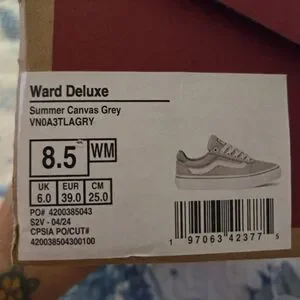 Ward Deluxe
Summer Canvas Grey
VN0A3TLAGRY
8.5 WM
UK EUR CM
6.0 39.0 25.0
PO# 4200385043
S2V - 04/24
CPSIA PO/CUT#
420038504300100
1 97063 42377 5